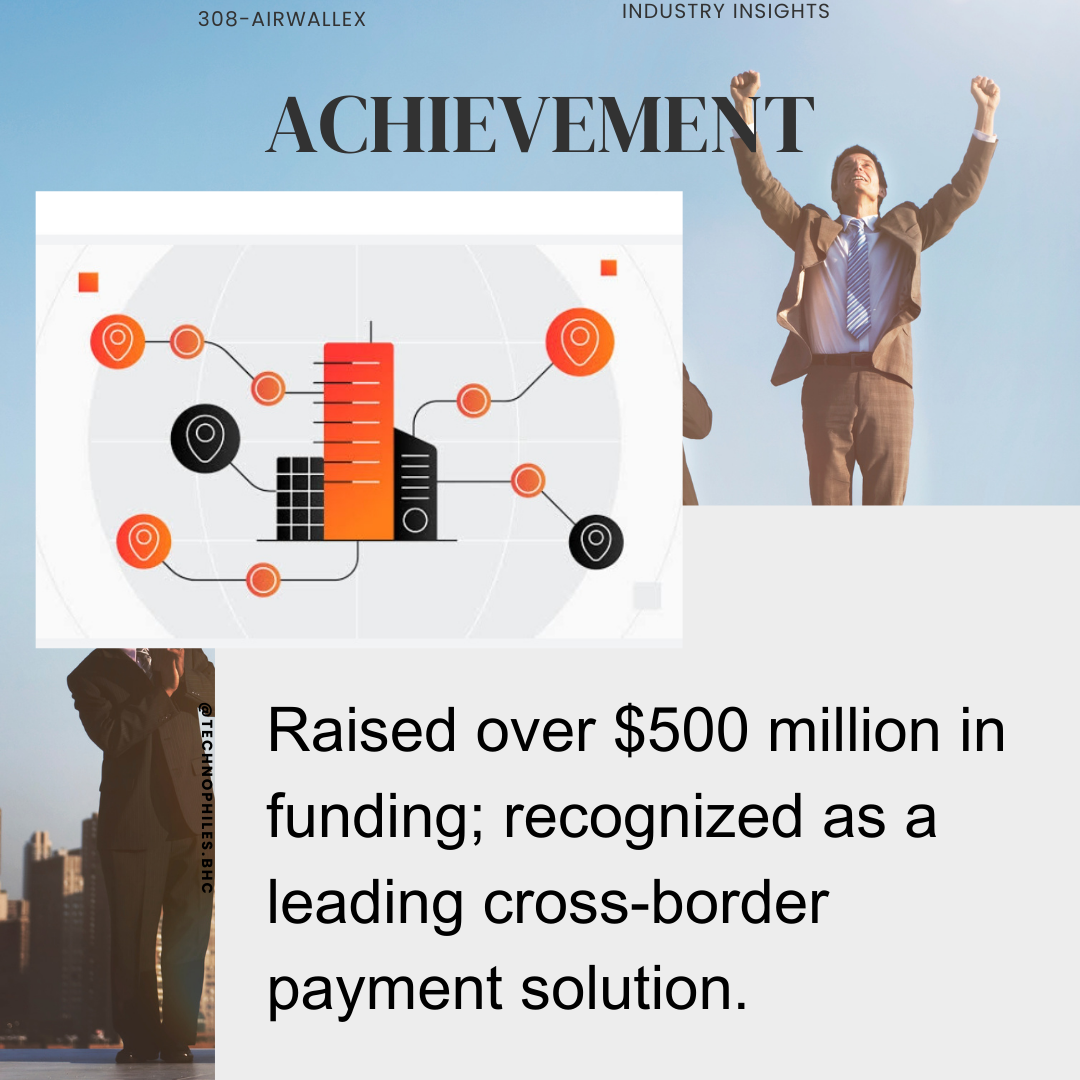 308-AIRWALLEX
INDUSTRY INSIGHTS
ACHIEVEMENT
@TECHNOPHILES.BHC
Raised over $500 million in
funding; recognized as a
leading cross-border
payment solution.